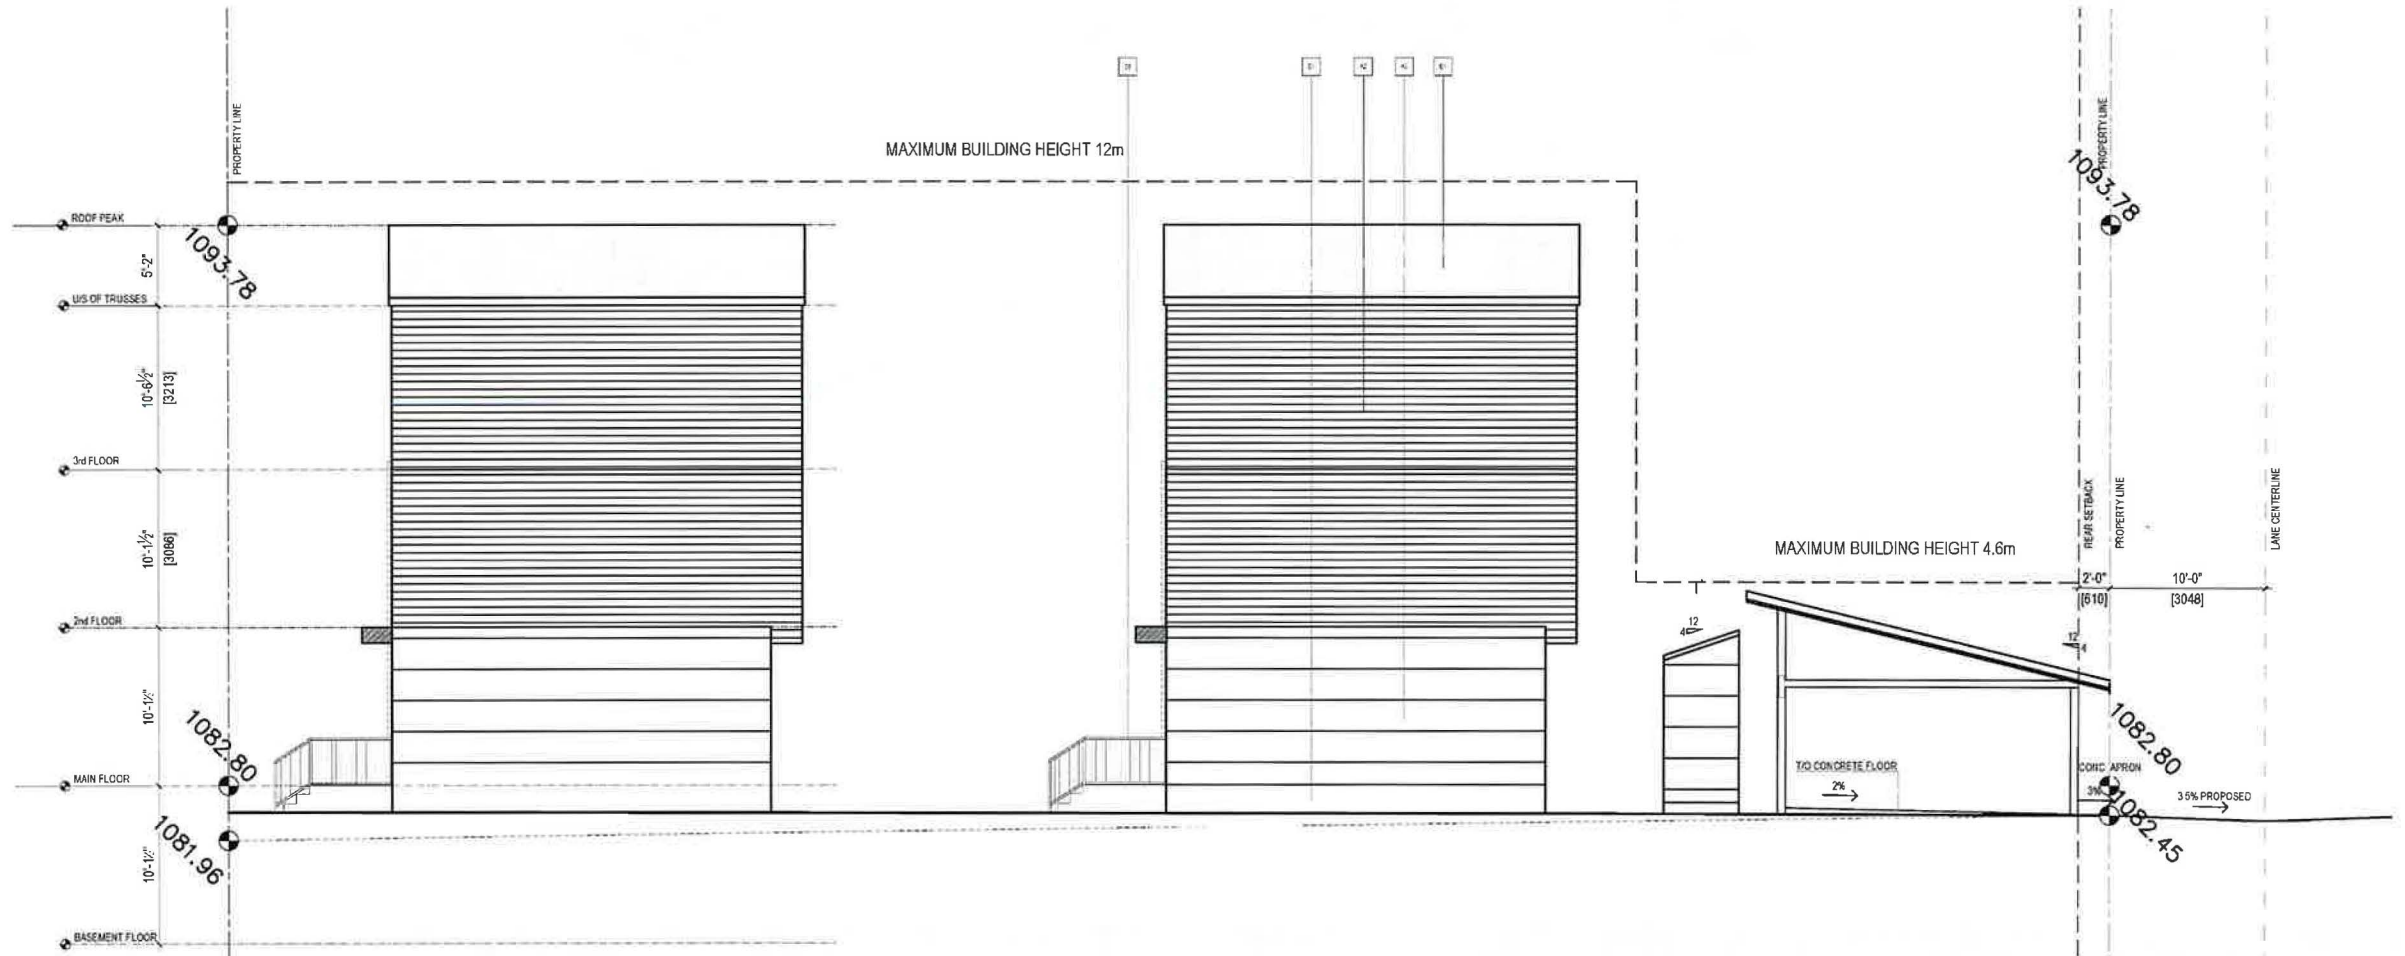 PROPERTY LINE
MAXIMUM BUILDING HEIGHT 12m
PROPERTY LINE
1093.78
ROOF PEAK
1093.78
5'-2"
U/S OF TRUSSES
10'-6½"
[3213]
3rd FLOOR
10'-1½"
[3086]
2nd FLOOR
10'-1½"
1082.80
MAIN FLOOR
1081.96
10'-1½"
BASEMENT FLOOR
MAXIMUM BUILDING HEIGHT 4.6m
REAR SETBACK
PROPERTY LINE
LANE CENTERLINE
2'-0"
[610]
10'-0"
[3048]
12
4
12
4
T/O CONCRETE FLOOR
2%
1082.80
CONC APRON
3%
3.5% PROPOSED
1082.45